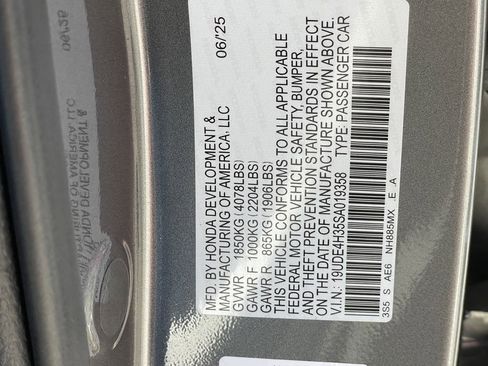 MFD. BY HONDA DEVELOPMENT & 06/25
MANUFACTURING OF AMERICA, LLC
GVWR 1850KG (4078LBS)
GAWR F 1000KG (2204LBS)
GAWR R 865KG (1906LBS)
THIS VEHICLE CONFORMS TO ALL APPLICABLE
FEDERAL MOTOR VEHICLE SAFETY, BUMPER,
AND THEFT PREVENTION STANDARDS IN EFFECT
ON THE DATE OF MANUFACTURE SHOWN ABOVE.
V.I.N.: 19UDE4H35SA019358 TYPE: PASSENGER CAR
3S5 S AE6 NH885MX _E _A